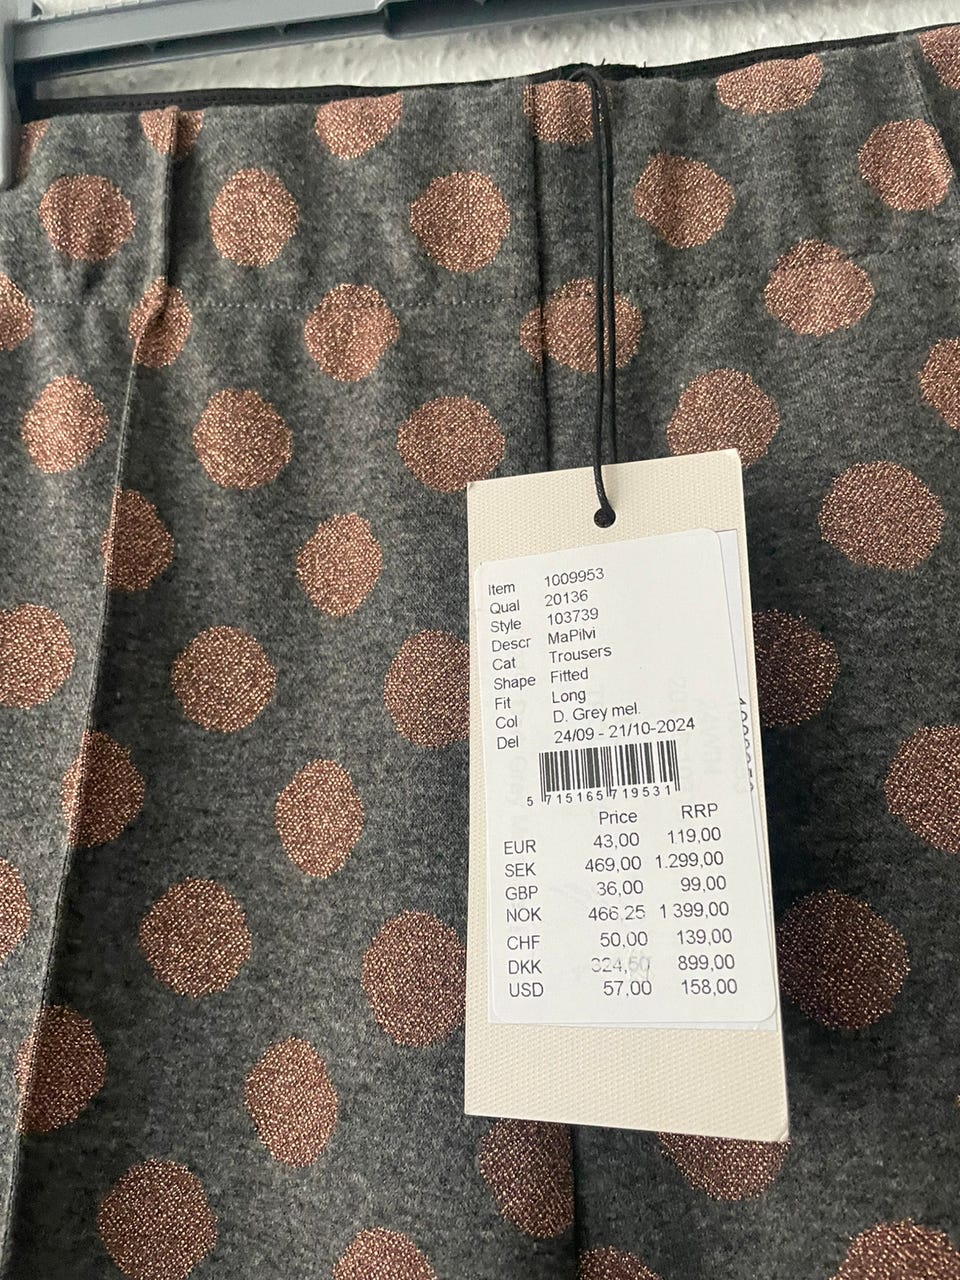 Item 1009953
Qual 20136
Style 103739
Descr MaPilvi
Cat Trousers
Shape Fitted
Fit Long
Col D. Grey mel.
Del 24/09 - 21/10-2024
5 715165 719531
Price RRP
EUR 43,00 119,00
SEK 469,00 1.299,00
GBP 36,00 99,00
NOK 466,25 1 399,00
CHF 50,00 139,00
DKK 324,50 899,00
USD 57,00 158,00